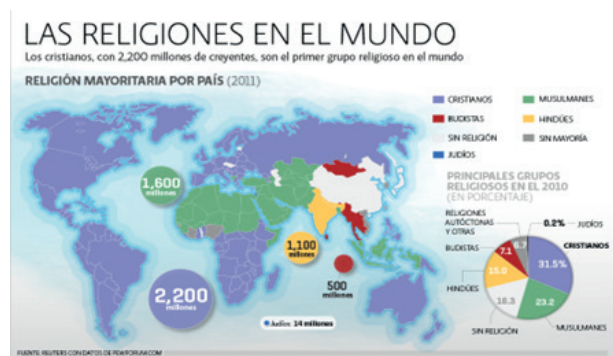 LAS RELIGIONES EN EL MUNDO
Los cristianos, con 2,200 millones de creyentes, son el primer grupo religioso en el mundo
RELIGIÓN MAYORITARIA POR PAÍS (2011)
CRISTIANOS
BUDISTAS
SIN RELIGIÓN
JUDÍOS
MUSULMANES
HINDÚES
SIN MAYORÍA
1,600
millones
1,100
millones
500
millones
2,200
millones
Judíos: 14 millones
PRINCIPALES GRUPOS
RELIGIOSOS EN EL 2010
(EN PORCENTAJE)
RELIGIONES
AUTÓCTONAS
Y OTRAS
BUDISTAS
HINDÚES
SIN RELIGIÓN
0.2%
JUDÍOS
CRISTIANOS
MUSULMANES
6.7
7.1
15.0
16.3
31.5%
23.2
FUENTE: REUTERS CON DATOS DE PEWFORUM.COM